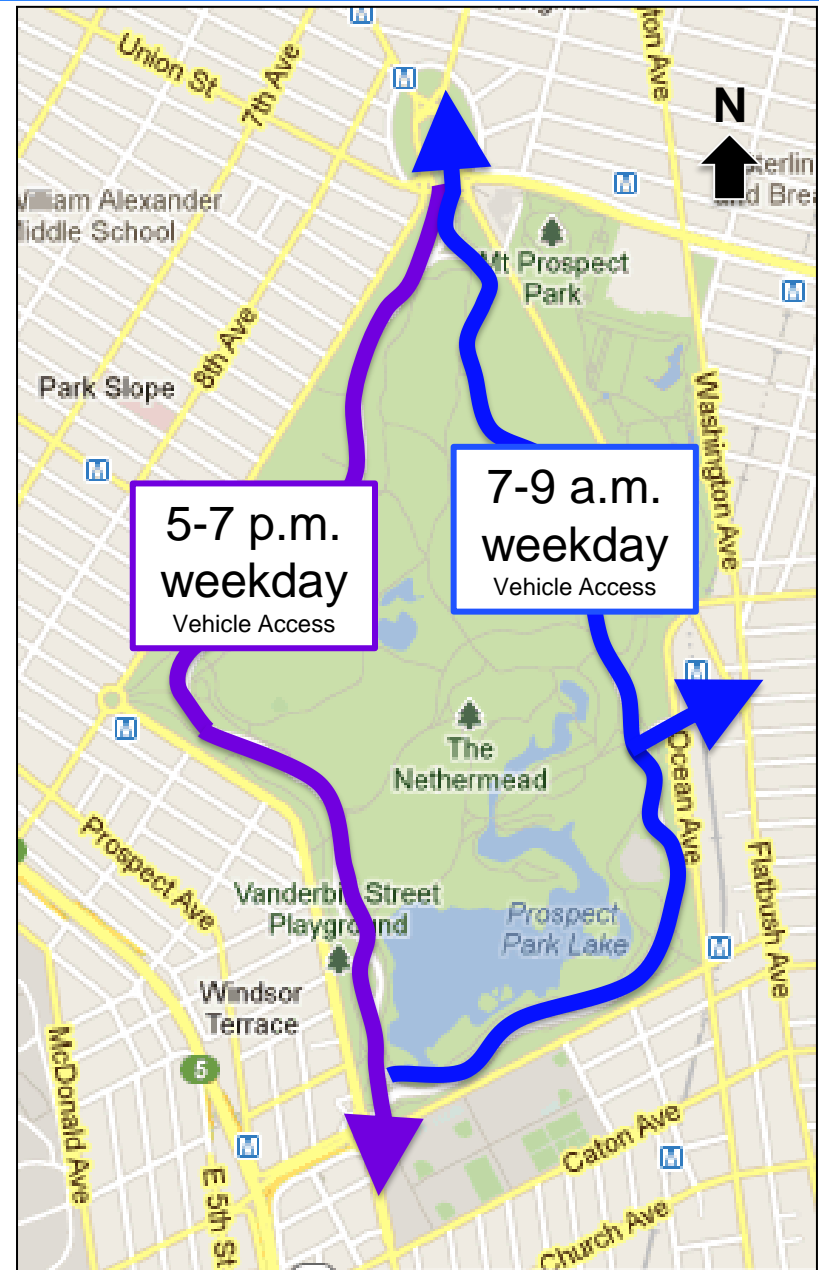 Union St
7th Ave
Washington Ave
N
William Alexander
Middle School
Mt Prospect
Park
8th Ave
Park Slope
Washington Ave
5-7 p.m.
weekday
Vehicle Access
7-9 a.m.
weekday
Vehicle Access
The
Nethermead
Ocean Ave
Prospect Ave
Flatbush Ave
Street
Playground
Prospect
Park Lake
Windsor
Terrace
McDonald Ave
5
E 5th St
Caton Ave
Church Ave
M
M
M
M
M
M
M
M
M
M